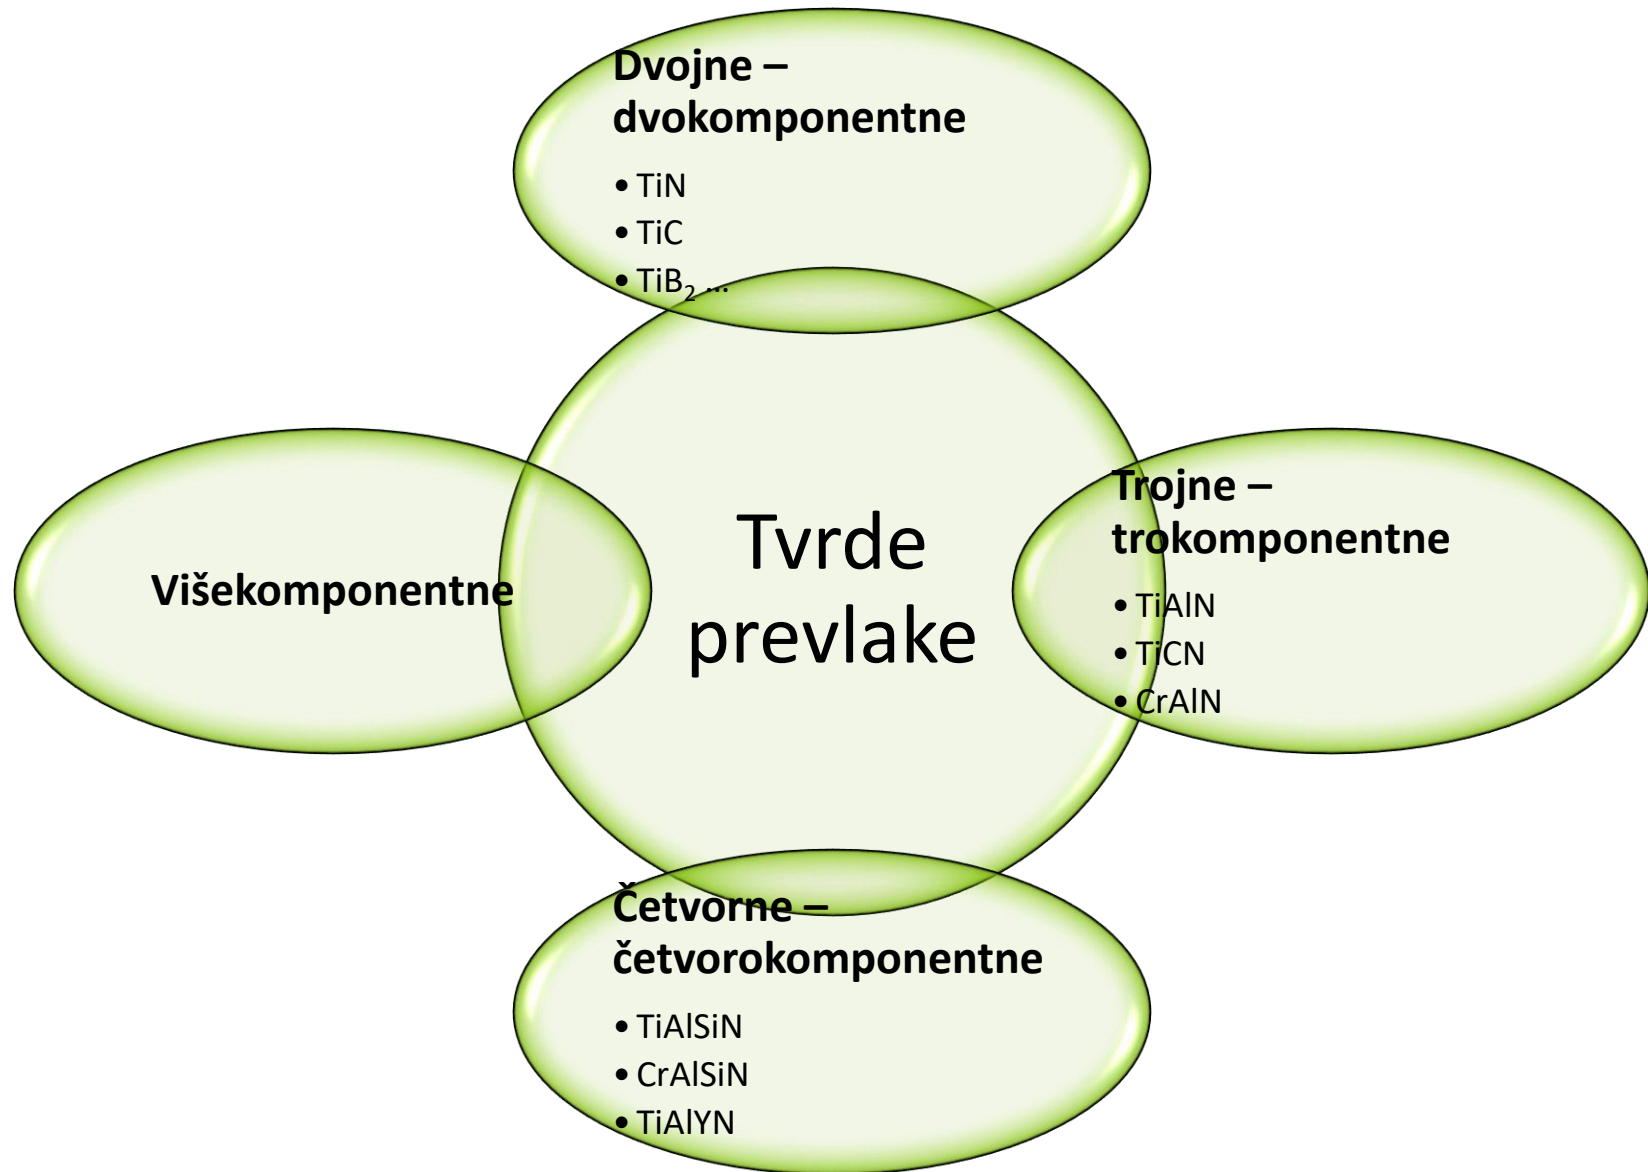 Dvojne –
dvokomponentne
• TiN
• TiC
• TiB₂ ...
Višekomponentne
Tvrde
prevlake
Trojne –
trokomponentne
• TiAlN
• TiCN
• CrAlN
Četvorne –
četvorokomponentne
• TiAlSiN
• CrAlSiN
• TiAlYN